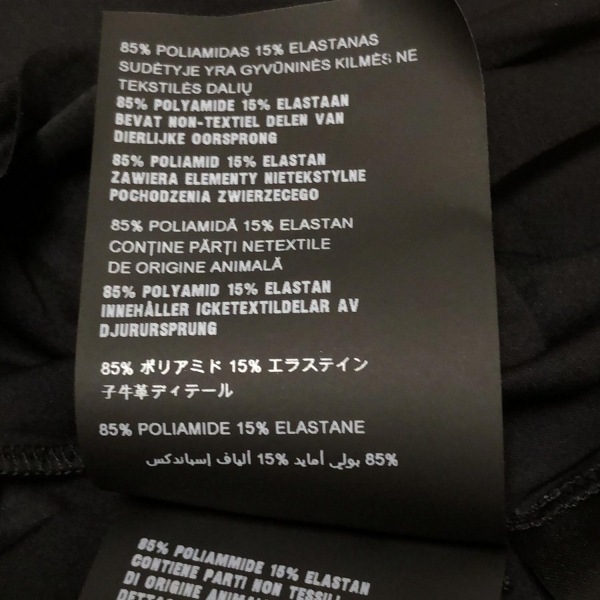 85% POLIAMIDAS 15% ELASTANAS
SUDĖTYJE YRA GYVŪNINĖS KILMĖS NE
TEKSTILĖS DALIŲ
85% POLYAMIDE 15% ELASTAAN
BEVAT NON-TEXTIEL DELEN VAN
DIERLIJKE OORSPRONG
85% POLIAMID 15% ELASTAN
ZAWIERA ELEMENTY NIETEKSTYLNE
POCHODZENIA ZWIERZECEGO
85% POLIAMIDĂ 15% ELASTAN
CONȚINE PĂRȚI NETEXTILE
DE ORIGINE ANIMALĂ
85% POLYAMID 15% ELASTAN
INNEHÅLLER ICKETEXTILDELAR AV
DJURURSPRUNG
85% ポリアミド 15% エラステイン
子牛革ディテール
85% POLIAMIDE 15% ELASTANE
85% بولي أمايد 15% ألياف إسباندكس
85% POLIAMMIDE 15% ELASTAN
CONTIENE PARTI NON TESSILI
DI ORIGINE ANIMALE